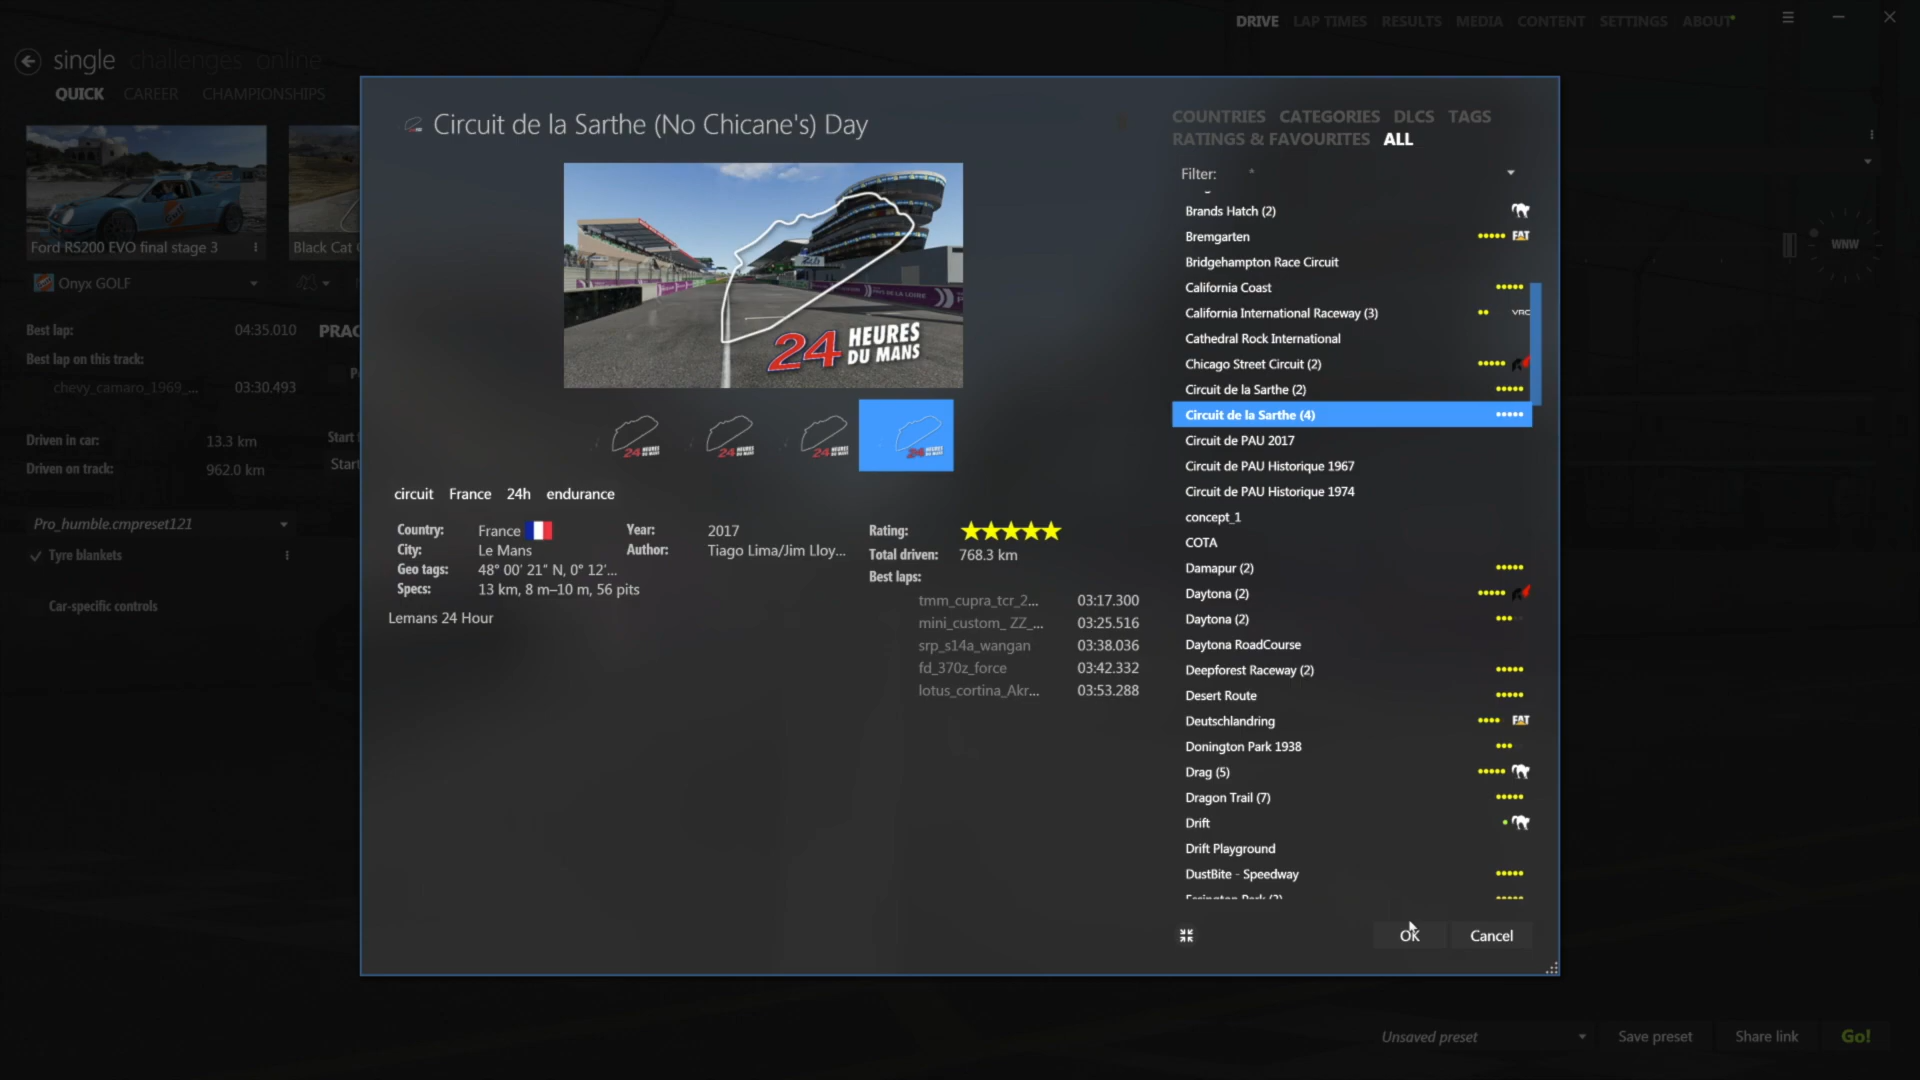 DRIVE LAP TIMES RESULTS MEDIA CONTENT SETTINGS ABOUT
single challenges online
QUICK CAREER CHAMPIONSHIPS
Ford RS200 EVO final stage 3
Black Cat
Onyx GOLF
Best lap: 04:35.010
PRAC
Best lap on this track:
chevy_camaro_1969_... 03:30.493
Driven in car: 13.3 km
Start
Driven on track: 962.0 km
Start
Pro_humble.cmpreset121
Tyre blankets
Car-specific controls
WNW
Circuit de la Sarthe (No Chicane's) Day
24 HEURES
DU MANS
circuit France 24h endurance
Country: France
Year: 2017
Rating:
City: Le Mans
Author: Tiago Lima/Jim Lloy...
Total driven: 768.3 km
Geo tags: 48° 00' 21" N, 0° 12'...
Best laps:
Specs: 13 km, 8 m–10 m, 56 pits
Lemans 24 Hour
tmm_cupra_tcr_2... 03:17.300
mini_custom_ ZZ_... 03:25.516
srp_s14a_wangan 03:38.036
fd_370z_force 03:42.332
lotus_cortina_Akr... 03:53.288
COUNTRIES CATEGORIES DLCS TAGS
RATINGS & FAVOURITES ALL
Filter: *
Brands Hatch (2)
Bremgarten FAT
Bridgehampton Race Circuit
California Coast
California International Raceway (3) VRC
Cathedral Rock International
Chicago Street Circuit (2)
Circuit de la Sarthe (2)
Circuit de la Sarthe (4)
Circuit de PAU 2017
Circuit de PAU Historique 1967
Circuit de PAU Historique 1974
concept_1
COTA
Damapur (2)
Daytona (2)
Daytona (2)
Daytona RoadCourse
Deepforest Raceway (2)
Desert Route
Deutschlandring FAT
Donington Park 1938
Drag (5)
Dragon Trail (7)
Drift
Drift Playground
DustBite - Speedway
OK Cancel
Unsaved preset Save preset Share link Go!